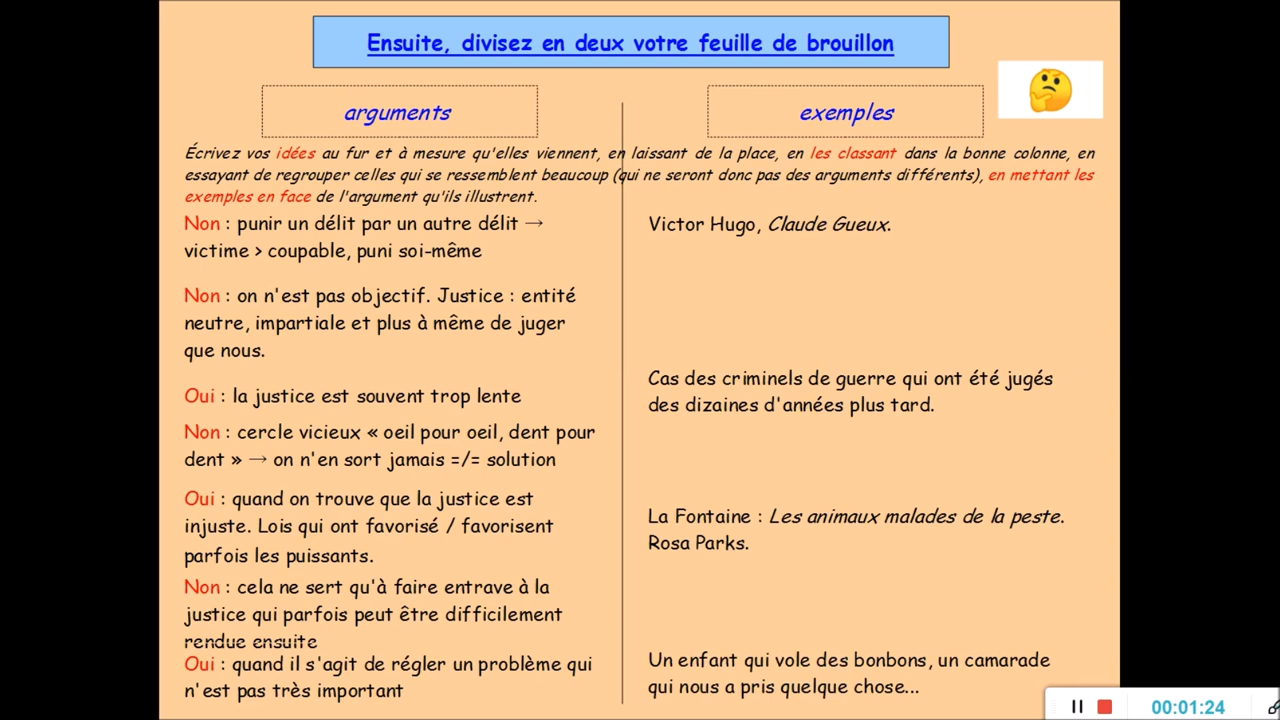 Ensuite, divisez en deux votre feuille de brouillon
arguments
exemples
Écrivez vos idées au fur et à mesure qu'elles viennent, en laissant de la place, en les classant dans la bonne colonne, en
essayant de regrouper celles qui se ressemblent beaucoup (qui ne seront donc pas des arguments différents), en mettant les
exemples en face de l'argument qu'ils illustrent.
Non : punir un délit par un autre délit →
victime > coupable, puni soi-même
Victor Hugo, Claude Gueux.
Non : on n'est pas objectif. Justice : entité
neutre, impartiale et plus à même de juger
que nous.
Oui : la justice est souvent trop lente
Cas des criminels de guerre qui ont été jugés
des dizaines d'années plus tard.
Non : cercle vicieux « oeil pour oeil, dent pour
dent » → on n'en sort jamais =/= solution
Oui : quand on trouve que la justice est
injuste. Lois qui ont favorisé / favorisent
parfois les puissants.
La Fontaine : Les animaux malades de la peste.
Rosa Parks.
Non : cela ne sert qu'à faire entrave à la
justice qui parfois peut être difficilement
rendue ensuite
Oui : quand il s'agit de régler un problème qui
n'est pas très important
Un enfant qui vole des bonbons, un camarade
qui nous a pris quelque chose...
00:01:24